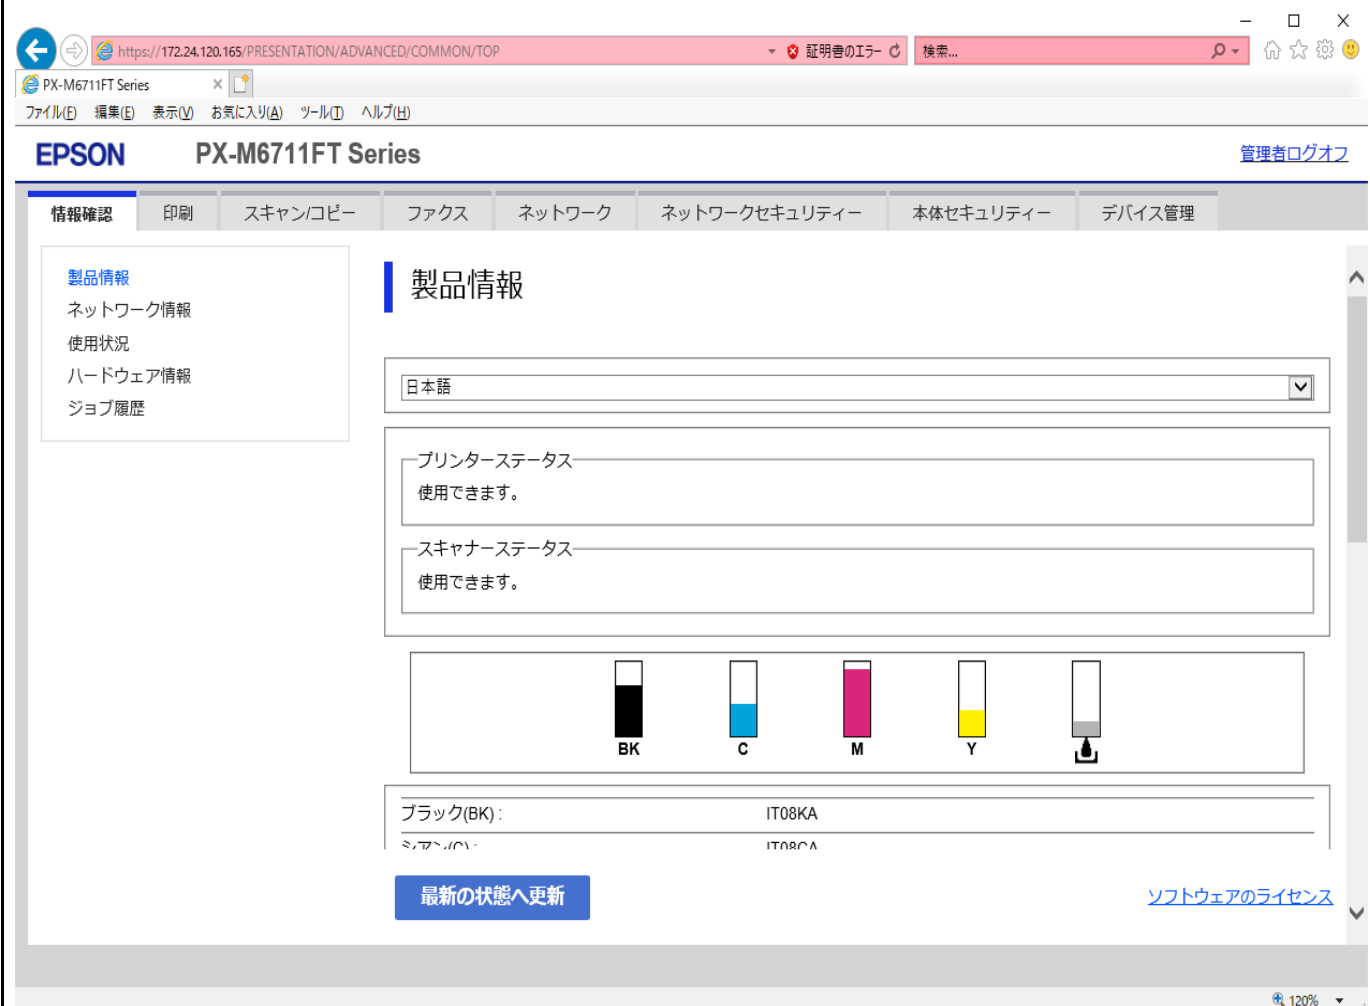 https://172.24.120.165/PRESENTATION/ADVANCED/COMMON/TOP
証明書のエラー
検索...
PX-M6711FT Series
ファイル(F) 編集(E) 表示(V) お気に入り(A) ツール(T) ヘルプ(H)
EPSON PX-M6711FT Series
管理者ログオフ
情報確認 印刷 スキャン/コピー ファクス ネットワーク ネットワークセキュリティー 本体セキュリティー デバイス管理
製品情報
ネットワーク情報
使用状況
ハードウェア情報
ジョブ履歴
製品情報
日本語
プリンターステータス
使用できます。
スキャナーステータス
使用できます。
BK C M Y
ブラック(BK) : IT08KA
シアン(C) : IT08CA
最新の状態へ更新
ソフトウェアのライセンス
120%